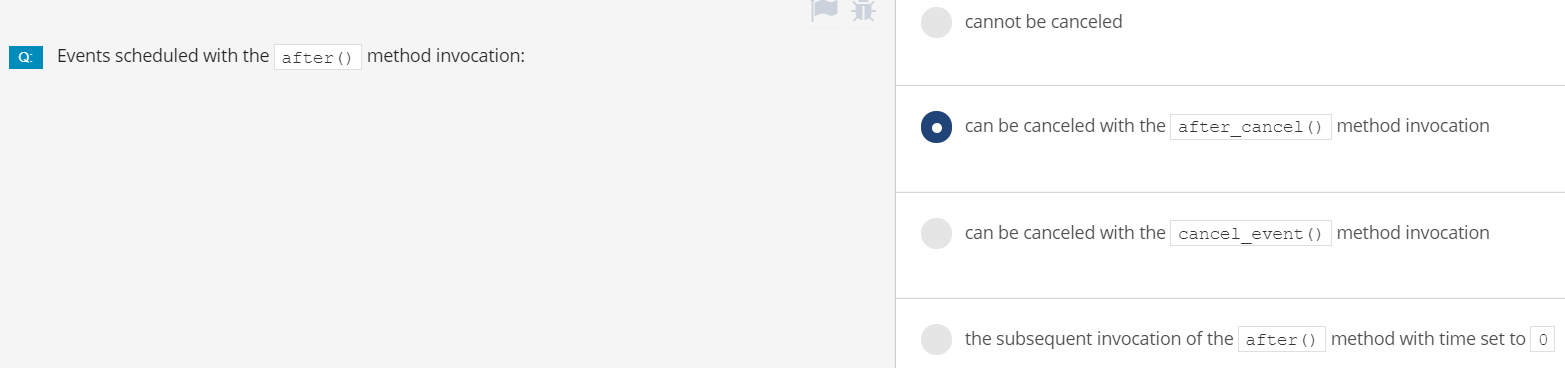 Q: Events scheduled with the after() method invocation:
cannot be canceled
can be canceled with the after_cancel() method invocation
can be canceled with the cancel_event() method invocation
the subsequent invocation of the after() method with time set to 0